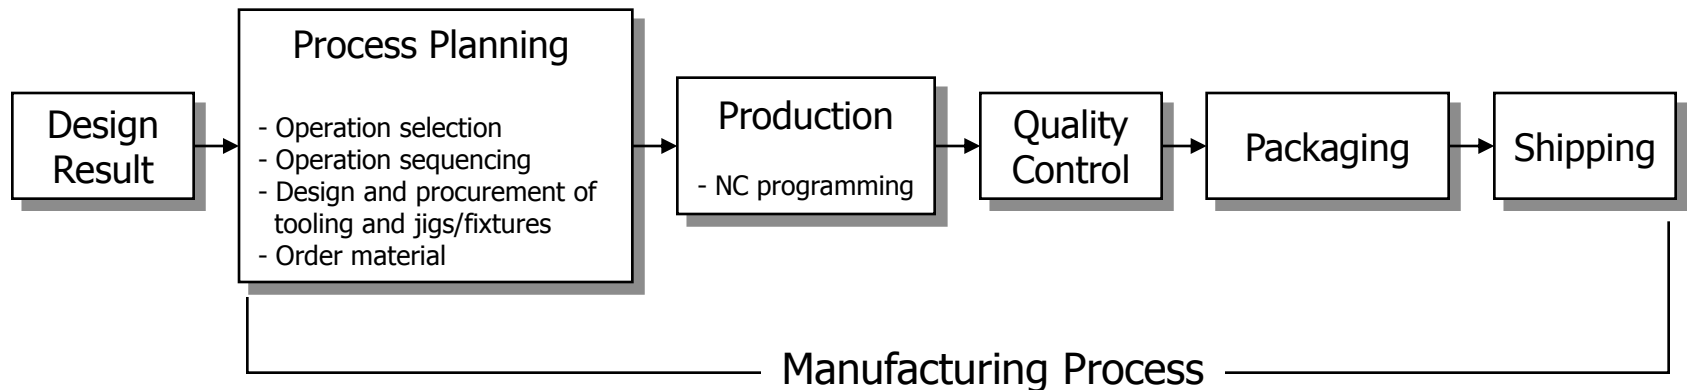 Design
Result
Process Planning
- Operation selection
- Operation sequencing
- Design and procurement of
tooling and jigs/fixtures
- Order material
Production
- NC programming
Quality
Control
Packaging
Shipping
Manufacturing Process